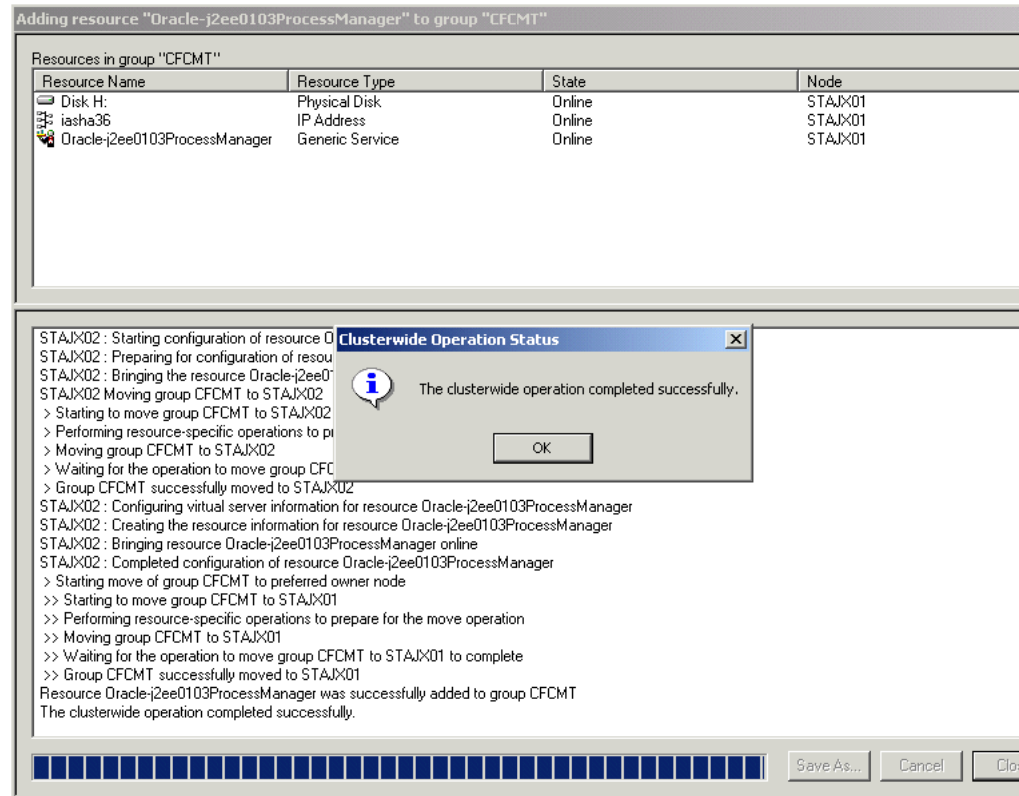 Adding resource "Oracle-j2ee0103ProcessManager" to group "CFCMT"
Resources in group "CFCMT"
Resource Name Resource Type State Node
Disk H: Physical Disk Online STAJX01
iasha36 IP Address Online STAJX01
Oracle-j2ee0103ProcessManager Generic Service Online STAJX01
STAJX02 : Starting configuration of resource O
STAJX02 : Preparing for configuration of resou
STAJX02 : Bringing the resource Oracle-j2ee0
STAJX02 Moving group CFCMT to STAJX02
> Starting to move group CFCMT to STAJX02
> Performing resource-specific operations to pr
> Moving group CFCMT to STAJX02
> Waiting for the operation to move group CFC
> Group CFCMT successfully moved to STAJX02
STAJX02 : Configuring virtual server information for resource Oracle-j2ee0103ProcessManager
STAJX02 : Creating the resource information for resource Oracle-j2ee0103ProcessManager
STAJX02 : Bringing resource Oracle-j2ee0103ProcessManager online
STAJX02 : Completed configuration of resource Oracle-j2ee0103ProcessManager
> Starting move of group CFCMT to preferred owner node
>> Starting to move group CFCMT to STAJX01
>> Performing resource-specific operations to prepare for the move operation
>> Moving group CFCMT to STAJX01
>> Waiting for the operation to move group CFCMT to STAJX01 to complete
>> Group CFCMT successfully moved to STAJX01
Resource Oracle-j2ee0103ProcessManager was successfully added to group CFCMT
The clusterwide operation completed successfully.
Clusterwide Operation Status
The clusterwide operation completed successfully.
OK
Save As... Cancel Clo